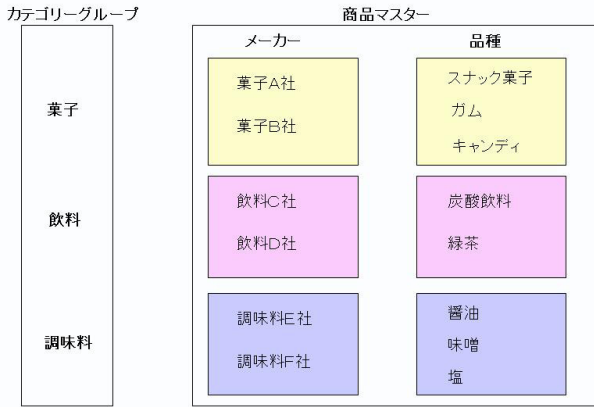 カテゴリーグループ
商品マスター
メーカー
品種
菓子
菓子A社
菓子B社
スナック菓子
ガム
キャンディ
飲料
飲料C社
飲料D社
炭酸飲料
緑茶
調味料
調味料E社
調味料F社
醤油
味噌
塩